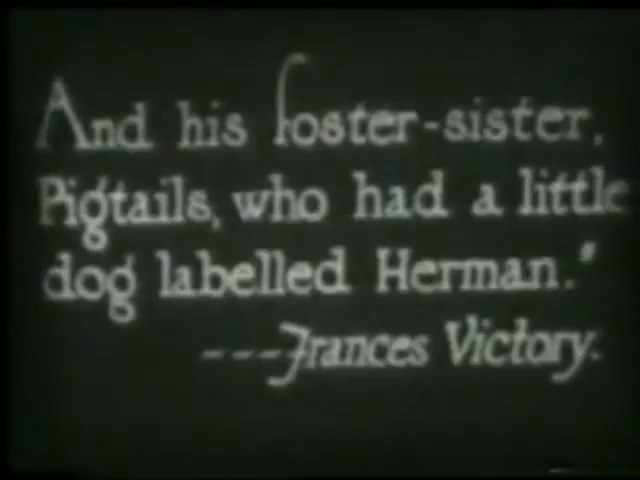 And his foster-sister,
Pigtails, who had a little
dog labelled Herman."
---Frances Victory.